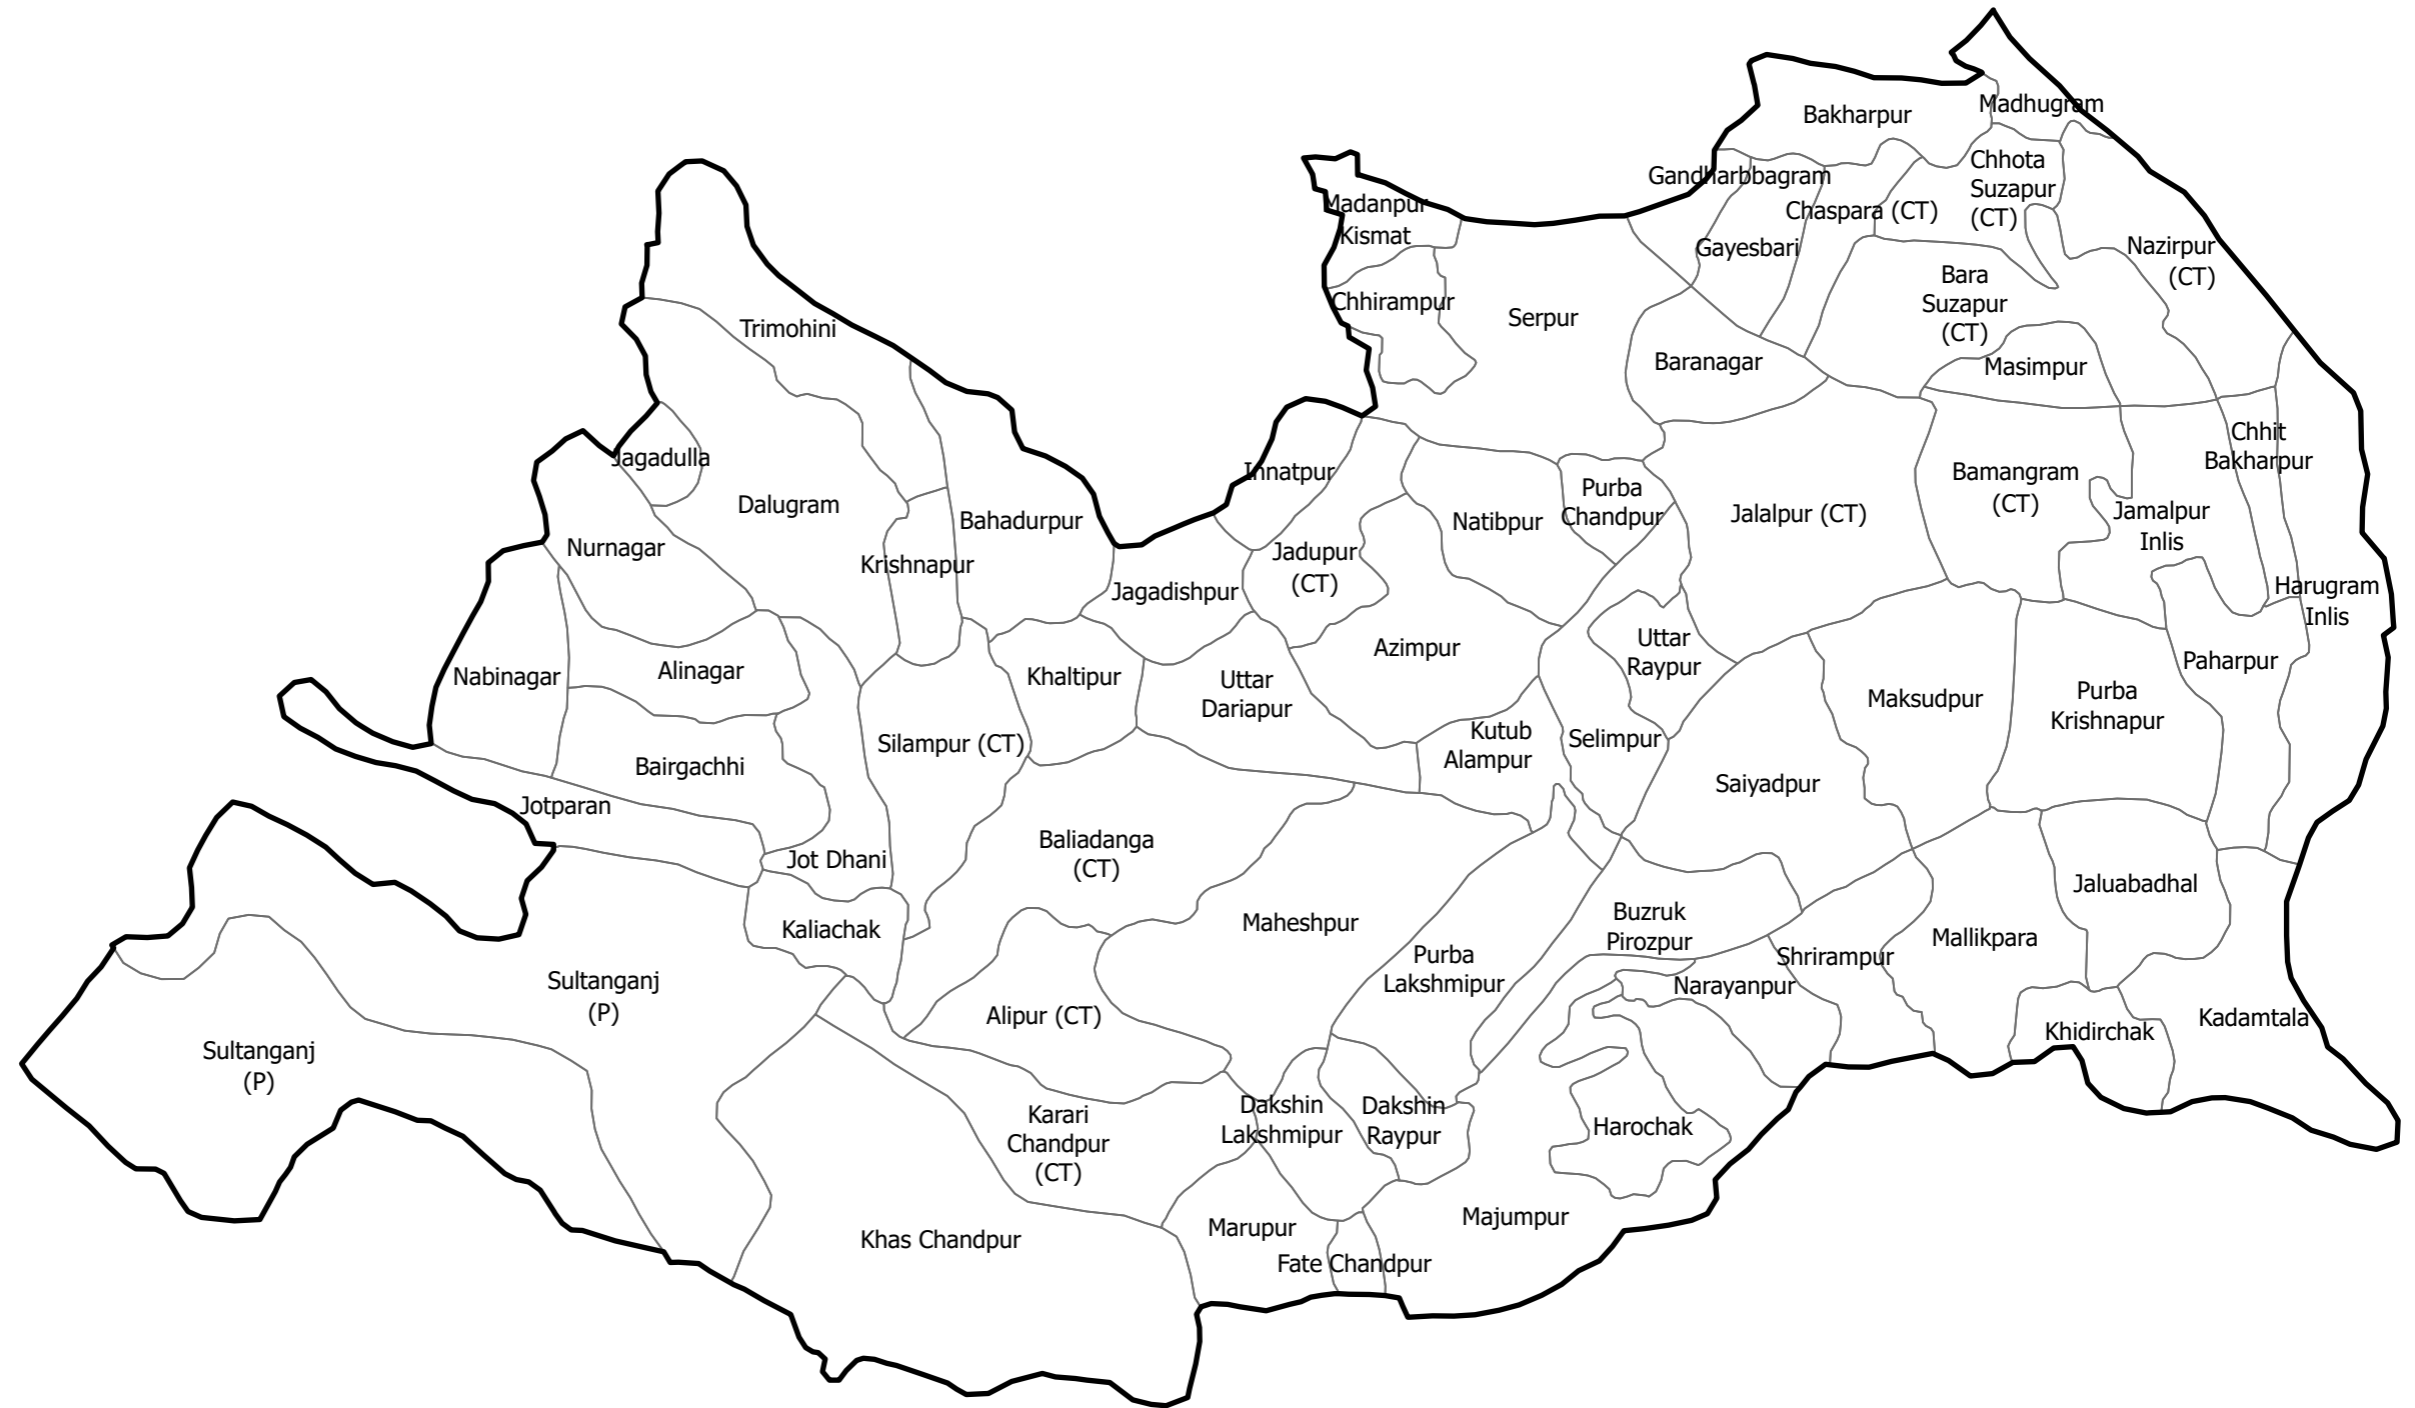 Madhugram
Bakharpur
Chhota
Suzapur
(CT)
Gandharbbagram
Madanpur
Kismat
Chaspara (CT)
Gayesbari
Nazirpur
(CT)
Bara
Suzapur
(CT)
Chhirampur
Serpur
Trimohini
Baranagar
Masimpur
Chhit
Bakharpur
Jagadulla
Innatpur
Bamangram
(CT)
Purba
Chandpur
Dalugram
Jamalpur
Inlis
Jalalpur (CT)
Bahadurpur
Natibpur
Nurnagar
Jadupur
(CT)
Krishnapur
Harugram
Inlis
Jagadishpur
Uttar
Raypur
Azimpur
Paharpur
Alinagar
Nabinagar
Khaltipur
Uttar
Dariapur
Purba
Krishnapur
Maksudpur
Kutub
Alampur
Selimpur
Silampur (CT)
Bairgachhi
Saiyadpur
Jotparan
Baliadanga
(CT)
Jot Dhani
Jaluabadhal
Buzruk
Pirozpur
Maheshpur
Kaliachak
Mallikpara
Purba
Lakshmipur
Shrirampur
Sultanganj
(P)
Narayanpur
Alipur (CT)
Kadamtala
Khidirchak
Sultanganj
(P)
Dakshin
Lakshmipur
Dakshin
Raypur
Karari
Chandpur
(CT)
Harochak
Majumpur
Marupur
Khas Chandpur
Fate Chandpur